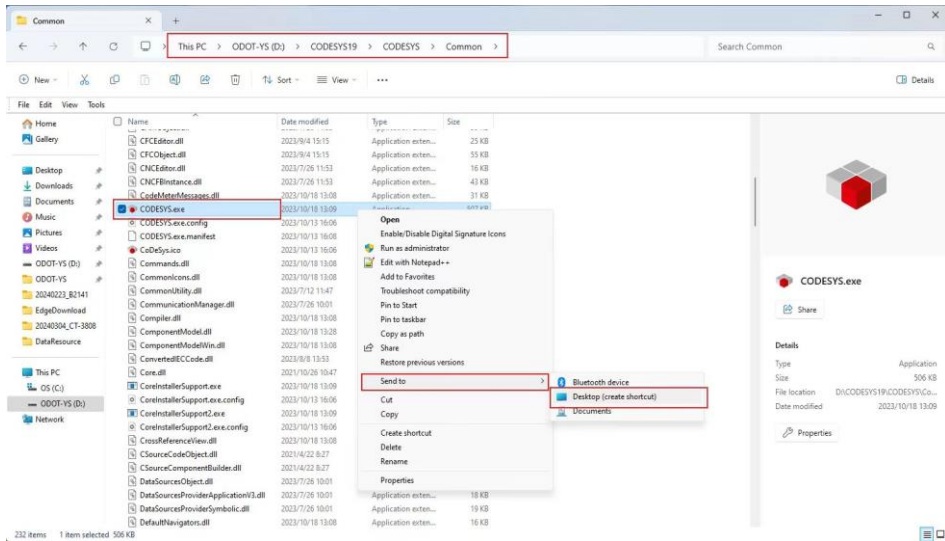 Common
This PC > ODOT-YS (D:) > CODESYS19 > CODESYS > Common >
Search Common
New
Sort
View
Details
File Edit View Tools
Name Date modified Type Size
Home
Gallery
Desktop
Downloads
Documents
Music
Pictures
Videos
ODOT-YS (D:)
ODOT-YS
20240223_B2141
EdgeDownload
20240304_CT-3808
DataResource
This PC
OS (C:)
ODOT-YS (D:)
Network
CFCEditor.dll 2023/9/4 15:15 Application exten... 25 KB
CFCObject.dll 2023/9/4 15:15 Application exten... 55 KB
CNCEditor.dll 2023/7/26 11:53 Application exten... 16 KB
CNCFBInstance.dll 2023/7/26 11:53 Application exten... 43 KB
CodeMeterMessages.dll 2023/10/18 13:08 Application exten... 31 KB
CODESYS.exe 2023/10/18 13:09 Application 507 KB
CODESYS.exe.config 2023/10/13 16:06
CODESYS.exe.manifest 2023/10/13 16:06
CoDeSys.ico 2023/10/13 16:06
Commands.dll 2023/10/18 13:08
CommonIcons.dll 2023/10/18 13:08
CommonUtility.dll 2023/7/12 11:47
CommunicationManager.dll 2023/7/26 10:01
Compiler.dll 2023/10/18 13:08
ComponentModel.dll 2023/10/18 13:28
ComponentModelWin.dll 2023/10/18 13:08
ConvertedIECCode.dll 2023/8/8 13:53
Core.dll 2021/10/26 10:47
CoreInstallerSupport.exe 2023/10/18 13:09
CoreInstallerSupport.exe.config 2023/10/13 16:06
CoreInstallerSupport2.exe 2023/10/18 13:09
CoreInstallerSupport2.exe.config 2023/10/13 16:06
CrossReferenceView.dll 2023/10/18 13:08
CSourceCodeObject.dll 2021/4/22 8:27
CSourceComponentBuilder.dll 2021/4/22 8:27
DataSourcesObject.dll 2023/7/26 10:01
DataSourcesProviderApplicationV3.dll 2023/7/26 10:01 Application exten... 18 KB
DataSourcesProviderSymbolic.dll 2023/7/26 10:01 Application exten... 19 KB
DefaultNavigators.dll 2023/10/18 13:08 Application exten... 16 KB
Open
Enable/Disable Digital Signature Icons
Run as administrator
Edit with Notepad++
Add to Favorites
Troubleshoot compatibility
Pin to Start
Pin to taskbar
Copy as path
Share
Restore previous versions
Send to
Cut
Copy
Create shortcut
Delete
Rename
Properties
Bluetooth device
Desktop (create shortcut)
Documents
CODESYS.exe
Share
Details
Type Application
Size 506 KB
File location D:\CODESYS19\CODESYS\Co...
Date modified 2023/10/18 13:09
Properties
232 items 1 item selected 506 KB